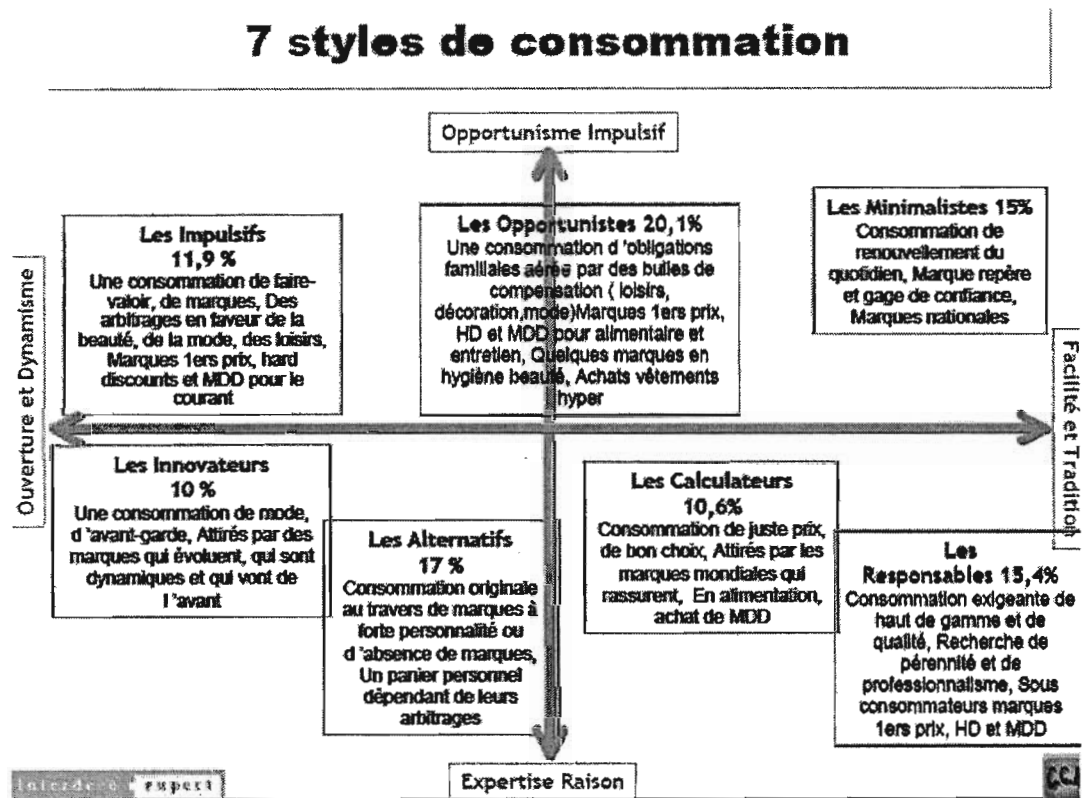 7 styles de consommation
Opportunisme Impulsif
Les Impulsifs
11,9 %
Une consommation de faire-
valoir, de marques, Des
arbitrages en faveur de la
beauté, de la mode, des loisirs,
Marques 1ers prix, hard
discounts et MDD pour le
courant
Les Opportunistes 20,1%
Une consommation d 'obligations
familiales aérée par des bulles de
compensation ( loisirs,
décoration,mode)Marques 1ers prix,
HD et MDD pour alimentaire et
entretien, Quelques marques en
hygiène beauté, Achats vêtements
hyper
Les Minimalistes 15%
Consommation de
renouvellement du
quotidien, Marque repère
et gage de confiance,
Marques nationales
Ouverture et Dynamisme
Facilité et Tradition
Les Innovateurs
10 %
Une consommation de mode,
d 'avant-garde, Attirés par des
marques qui évoluent, qui sont
dynamiques et qui vont de
l 'avant
Les Alternatifs
17 %
Consommation originale
au travers de marques à
forte personnalité ou
d 'absence de marques,
Un panier personnel
dépendant de leurs
arbitrages
Les Calculateurs
10,6%
Consommation de juste prix,
de bon choix, Attirés par les
marques mondiales qui
rassurent, En alimentation,
achat de MDD
Les
Responsables 15,4%
Consommation exigeante de
haut de gamme et de
qualité, Recherche de
pérennité et de
professionnalisme, Sous
consommateurs marques
1ers prix, HD et MDD
Expertise Raison
expert